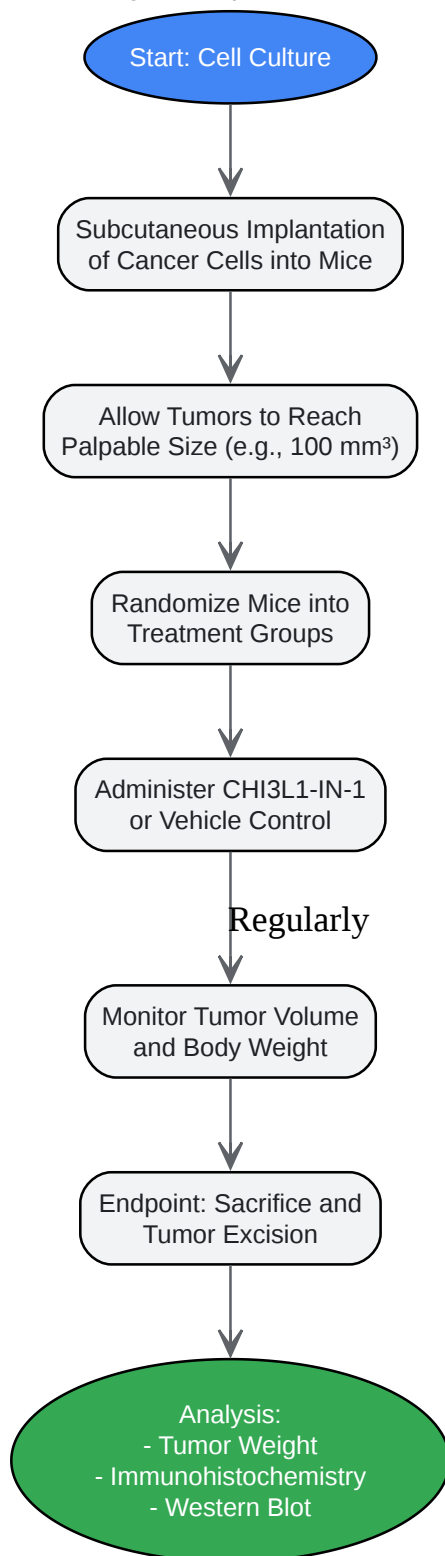 Start: Cell Culture
Subcutaneous Implantation
of Cancer Cells into Mice
Allow Tumors to Reach
Palpable Size (e.g., 100 mm³)
Randomize Mice into
Treatment Groups
Administer CHI3L1-IN-1
or Vehicle Control
Regularly
Monitor Tumor Volume
and Body Weight
Endpoint: Sacrifice and
Tumor Excision
Analysis:
- Tumor Weight
- Immunohistochemistry
- Western Blot